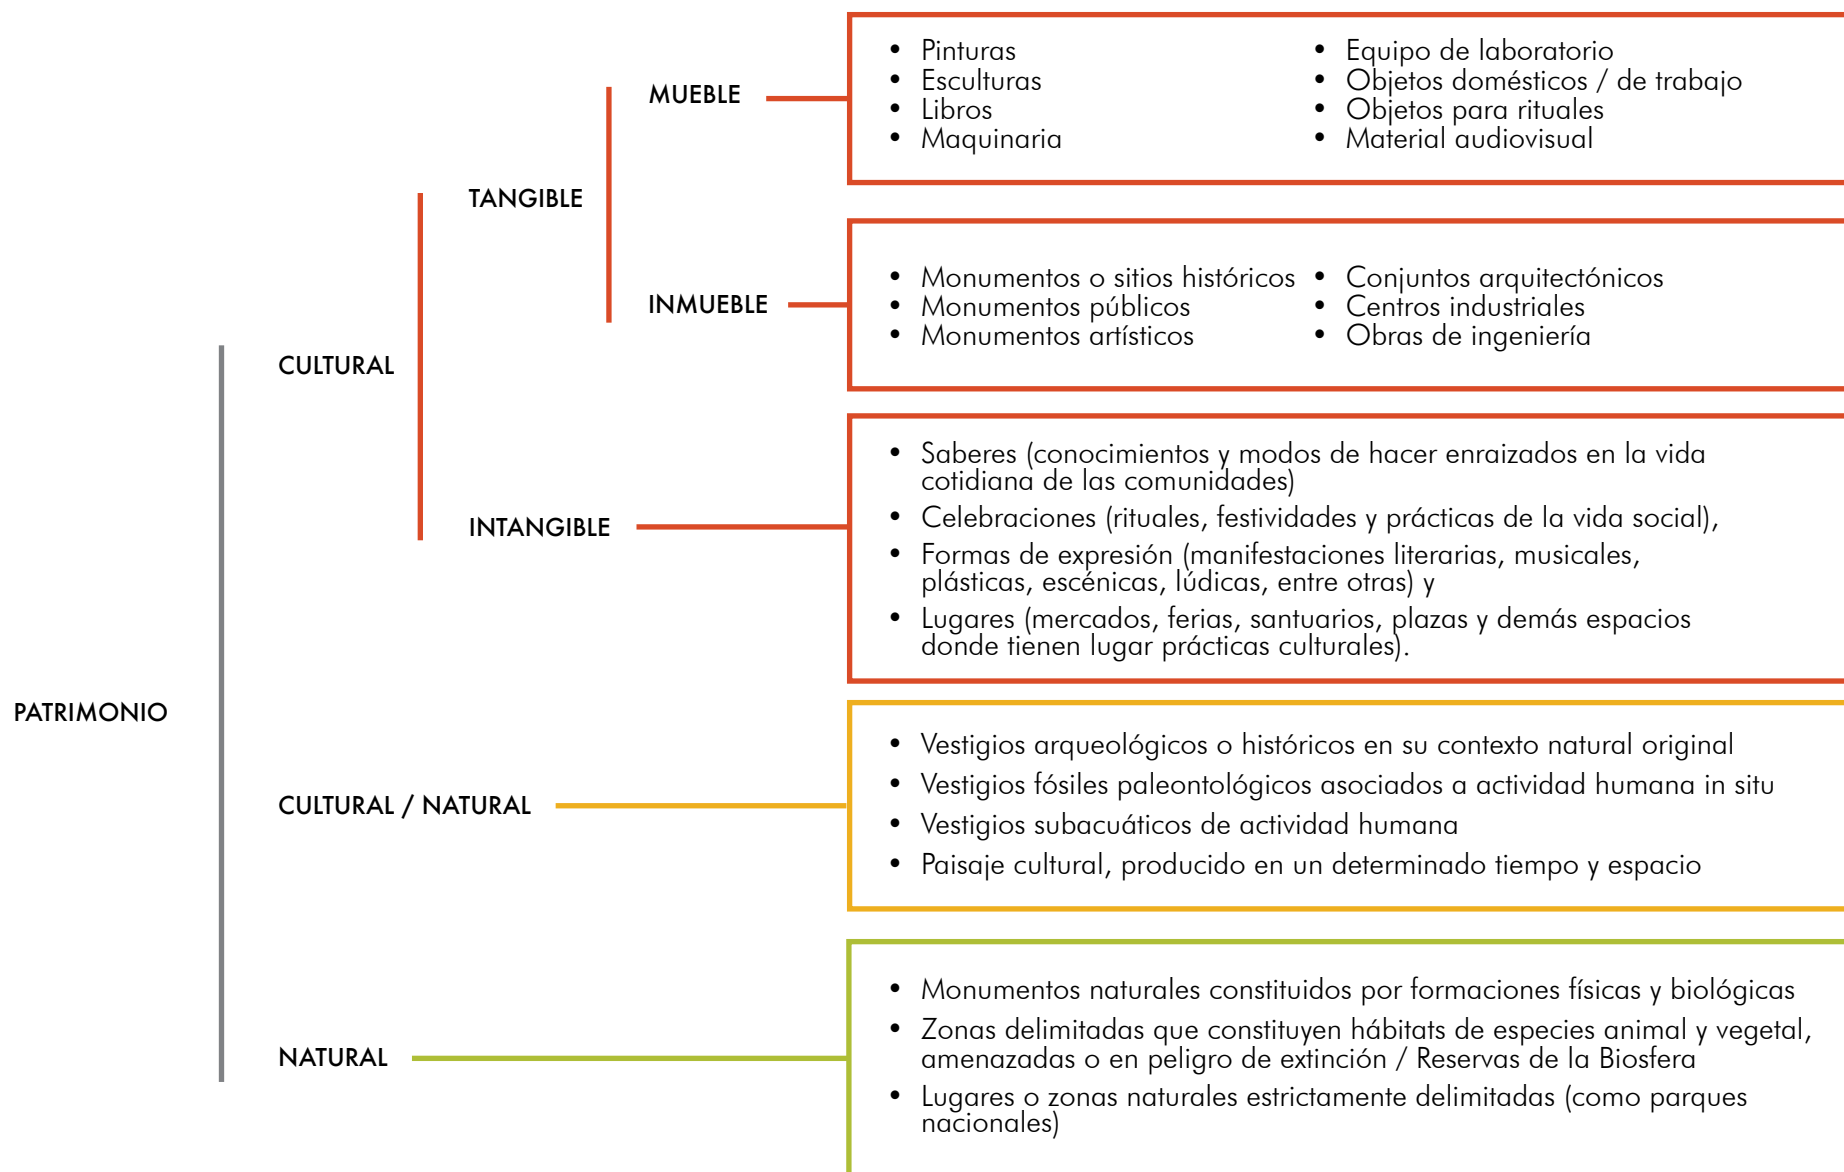 PATRIMONIO
CULTURAL
TANGIBLE
MUEBLE
• Pinturas
• Esculturas
• Libros
• Maquinaria
• Equipo de laboratorio
• Objetos domésticos / de trabajo
• Objetos para rituales
• Material audiovisual
INMUEBLE
• Monumentos o sitios históricos
• Monumentos públicos
• Monumentos artísticos
• Conjuntos arquitectónicos
• Centros industriales
• Obras de ingeniería
INTANGIBLE
• Saberes (conocimientos y modos de hacer enraizados en la vida
cotidiana de las comunidades)
• Celebraciones (rituales, festividades y prácticas de la vida social),
• Formas de expresión (manifestaciones literarias, musicales,
plásticas, escénicas, lúdicas, entre otras) y
• Lugares (mercados, ferias, santuarios, plazas y demás espacios
donde tienen lugar prácticas culturales).
CULTURAL / NATURAL
• Vestigios arqueológicos o históricos en su contexto natural original
• Vestigios fósiles paleontológicos asociados a actividad humana in situ
• Vestigios subacuáticos de actividad humana
• Paisaje cultural, producido en un determinado tiempo y espacio
NATURAL
• Monumentos naturales constituidos por formaciones físicas y biológicas
• Zonas delimitadas que constituyen hábitats de especies animal y vegetal,
amenazadas o en peligro de extinción / Reservas de la Biosfera
• Lugares o zonas naturales estrictamente delimitadas (como parques
nacionales)